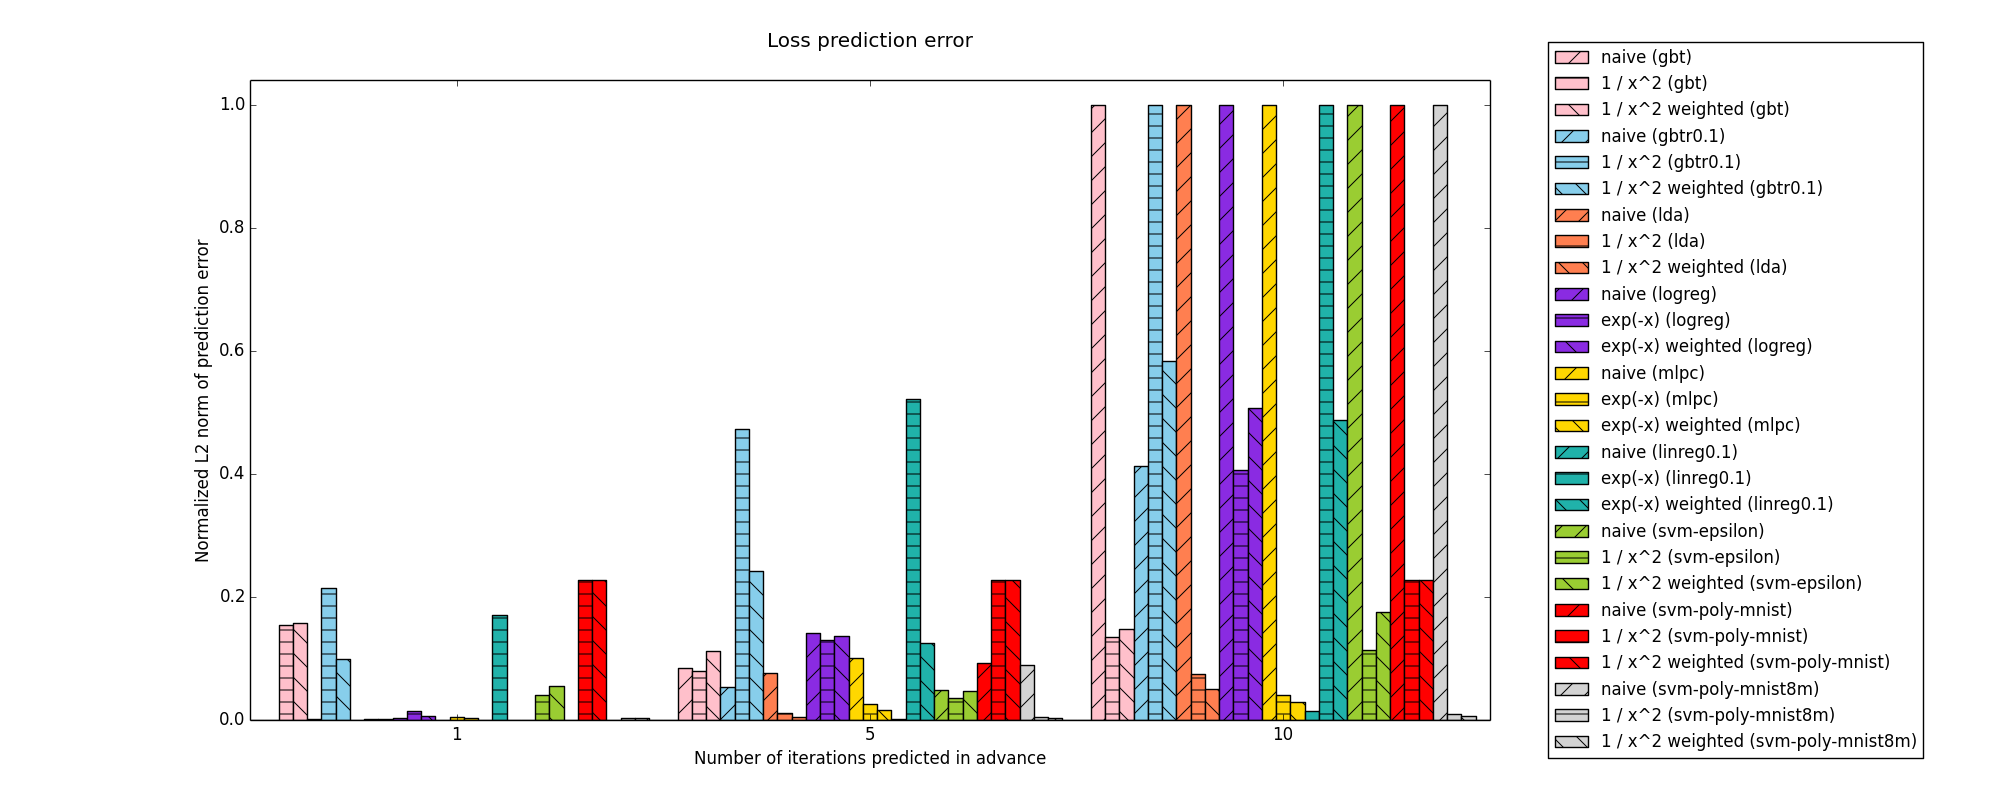 Loss prediction error
1.0
0.8
0.6
0.4
0.2
0.0
Normalized L2 norm of prediction error
1
5
10
Number of iterations predicted in advance
naive (gbt)
1 / x^2 (gbt)
1 / x^2 weighted (gbt)
naive (gbtr0.1)
1 / x^2 (gbtr0.1)
1 / x^2 weighted (gbtr0.1)
naive (lda)
1 / x^2 (lda)
1 / x^2 weighted (lda)
naive (logreg)
exp(-x) (logreg)
exp(-x) weighted (logreg)
naive (mlpc)
exp(-x) (mlpc)
exp(-x) weighted (mlpc)
naive (linreg0.1)
exp(-x) (linreg0.1)
exp(-x) weighted (linreg0.1)
naive (svm-epsilon)
1 / x^2 (svm-epsilon)
1 / x^2 weighted (svm-epsilon)
naive (svm-poly-mnist)
1 / x^2 (svm-poly-mnist)
1 / x^2 weighted (svm-poly-mnist)
naive (svm-poly-mnist8m)
1 / x^2 (svm-poly-mnist8m)
1 / x^2 weighted (svm-poly-mnist8m)